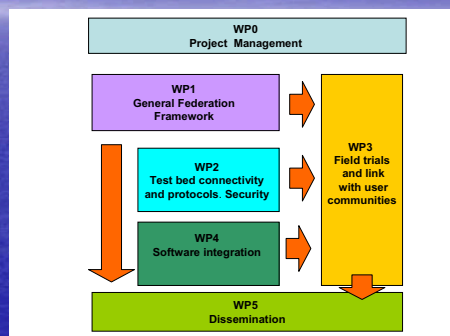 WP0
Project Management
WP1
General Federation
Framework
WP2
Test bed connectivity
and protocols. Security
WP3
Field trials
and link
with user
communities
WP4
Software integration
WP5
Dissemination